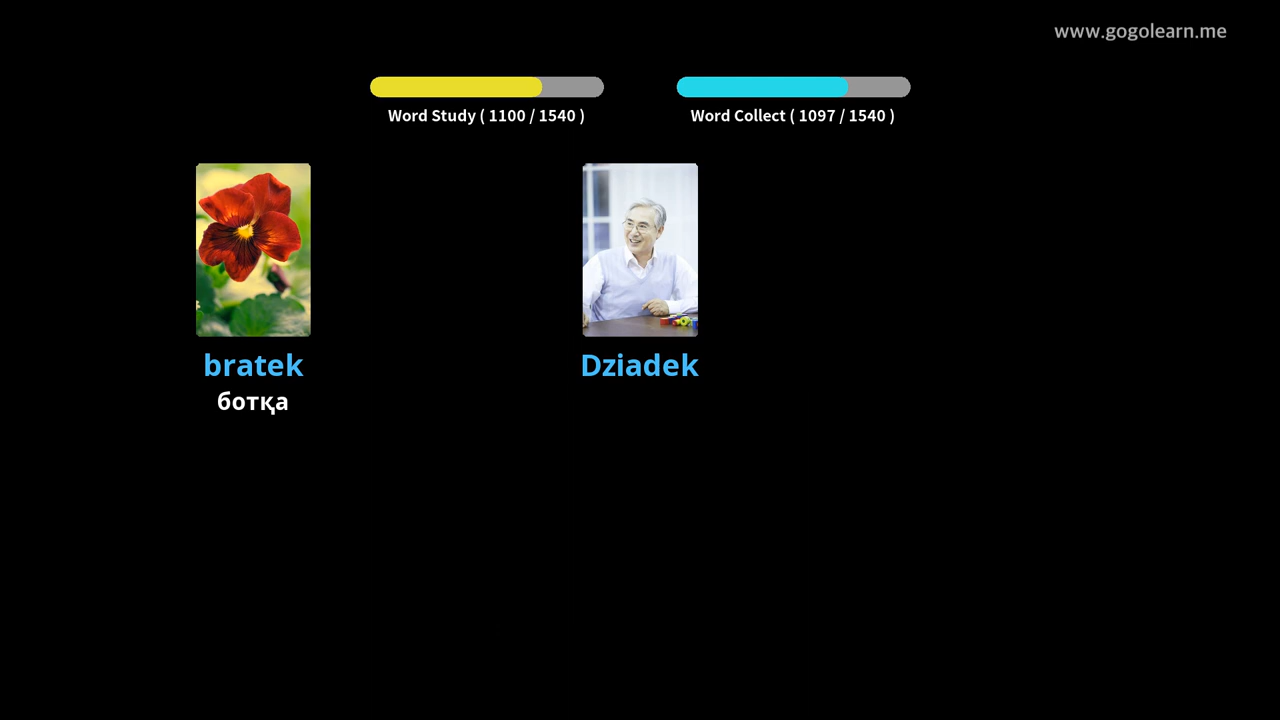 www.gogolearn.me
Word Study ( 1100 / 1540 )
Word Collect ( 1097 / 1540 )
bratek
Dziadek
ботқа